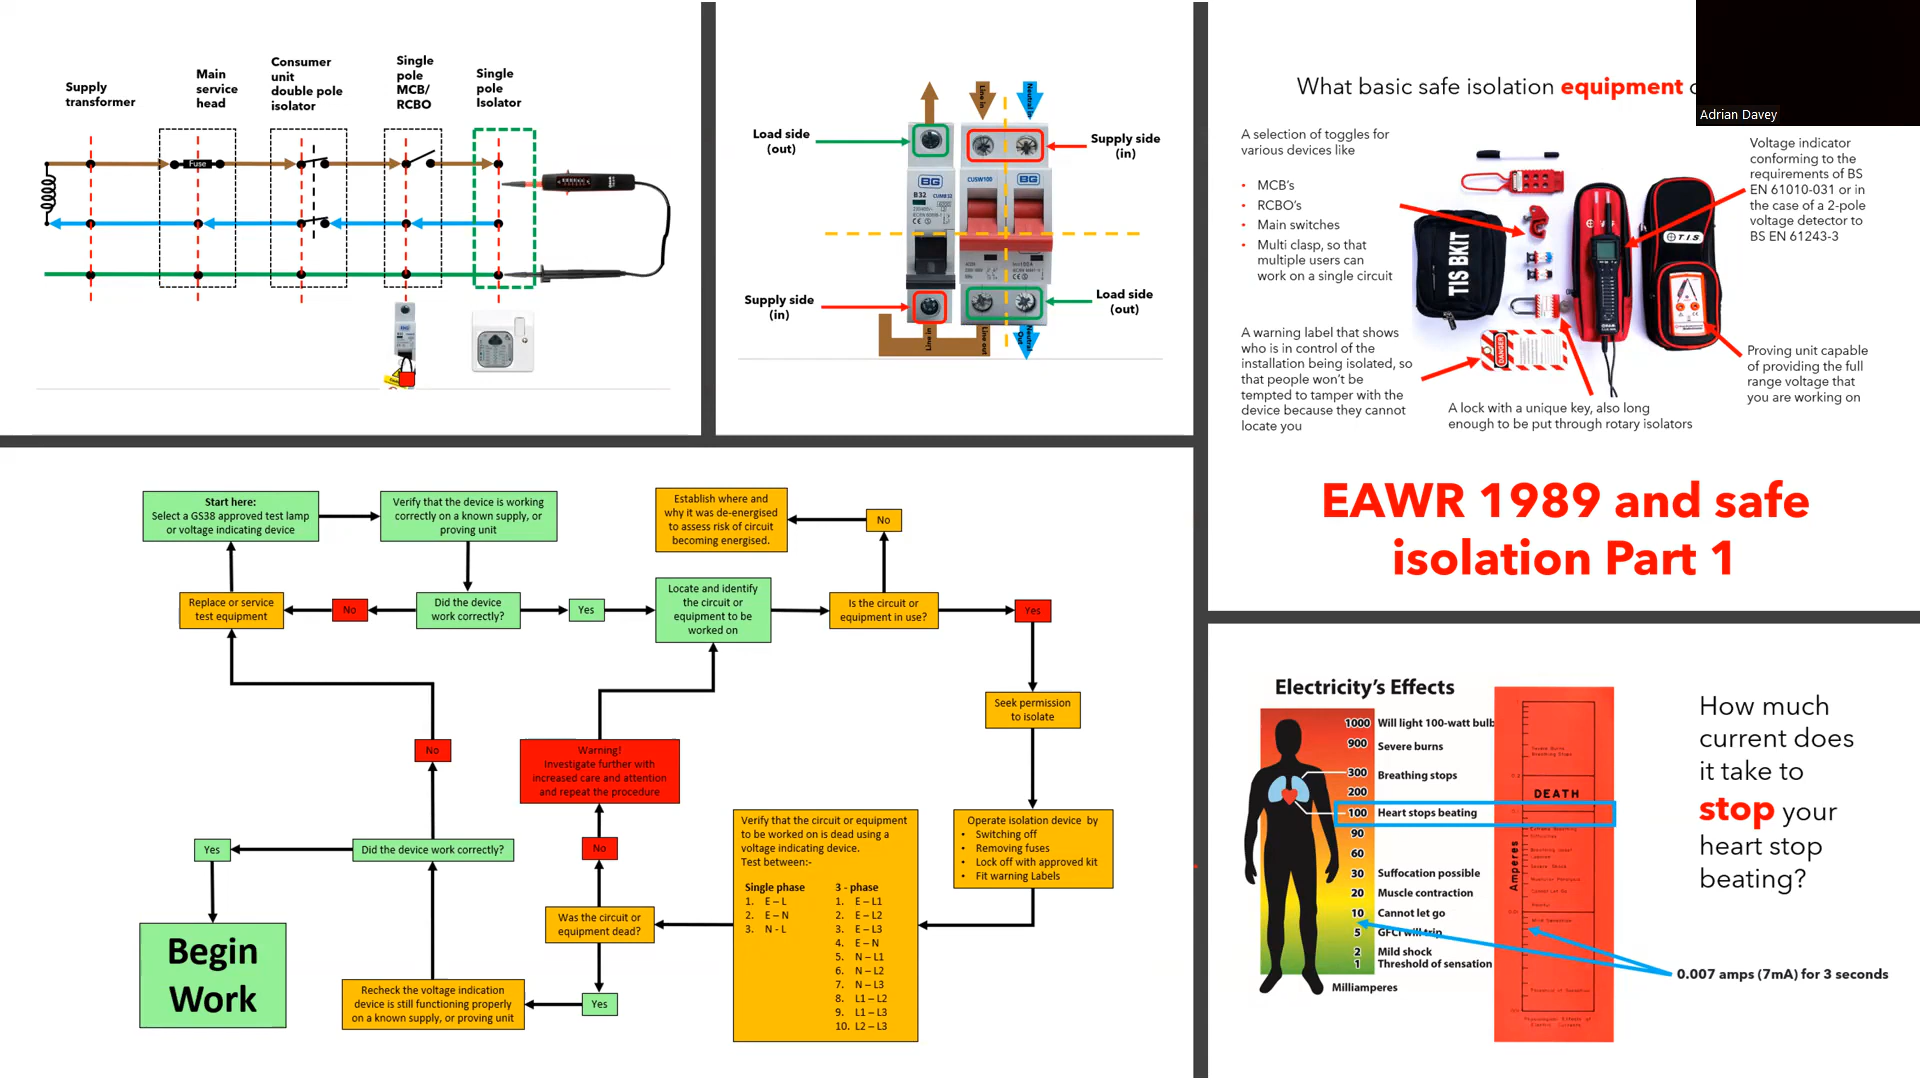 Supply
transformer
Main
service
head
Consumer
unit
double pole
isolator
Single
pole
MCB/
RCBO
Single
pole
Isolator
Fuse
Load side
(out)
Line in
Neutral In
Supply side
(in)
BG
B32
CUSW100
Supply side
(in)
Load side
(out)
Line in
Line out
Neutral Out
What basic safe isolation equipment
Adrian Davey
A selection of toggles for
various devices like
• MCB's
• RCBO's
• Main switches
• Multi clasp, so that
multiple users can
work on a single circuit
A warning label that shows
who is in control of the
installation being isolated, so
that people won't be
tempted to tamper with the
device because they cannot
locate you
TIS BKIT
TIS
DANGER
Voltage indicator
conforming to the
requirements of BS
EN 61010-031 or in
the case of a 2-pole
voltage detector to
BS EN 61243-3
Proving unit capable
of providing the full
range voltage that
you are working on
A lock with a unique key, also long
enough to be put through rotary isolators
EAWR 1989 and safe
isolation Part 1
Start here:
Select a GS38 approved test lamp
or voltage indicating device
Verify that the device is working
correctly on a known supply, or
proving unit
Establish where and
why it was de-energised
to assess risk of circuit
becoming energised.
No
Replace or service
test equipment
No
Did the device
work correctly?
Yes
Locate and identify
the circuit or
equipment to be
worked on
Is the circuit or
equipment in use?
Yes
Seek permission
to isolate
No
Warning!
Investigate further with
increased care and attention
and repeat the procedure
Yes
Did the device work correctly?
No
Verify that the circuit or equipment
to be worked on is dead using a
voltage indicating device.
Test between:-
Single phase
1. E – L
2. E – N
3. N - L
3 - phase
1. E – L1
2. E – L2
3. E – L3
4. E – N
5. N – L1
6. N – L2
7. N – L3
8. L1 – L2
9. L1 – L3
10. L2 – L3
Operate isolation device by
• Switching off
• Removing fuses
• Lock off with approved kit
• Fit warning Labels
Was the circuit or
equipment dead?
Begin
Work
Recheck the voltage indication
device is still functioning properly
on a known supply, or proving unit
Yes
Electricity's Effects
1000 Will light 100-watt bulb
900 Severe burns
300 Breathing stops
200
100 Heart stops beating
90
60
30 Suffocation possible
20 Muscle contraction
10 Cannot let go
5 GFCI will trip
2 Mild shock
1 Threshold of sensation
Milliamperes
DEATH
Amperes
How much
current does
it take to
stop your
heart stop
beating?
0.007 amps (7mA) for 3 seconds